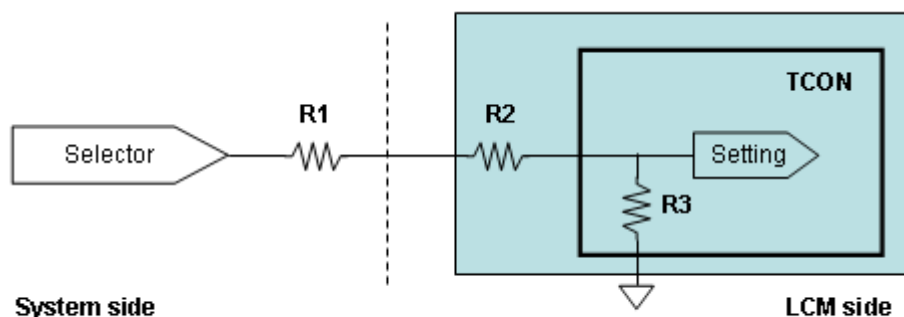 TCON
R1
R2
Selector
Setting
R3
System side
LCM side